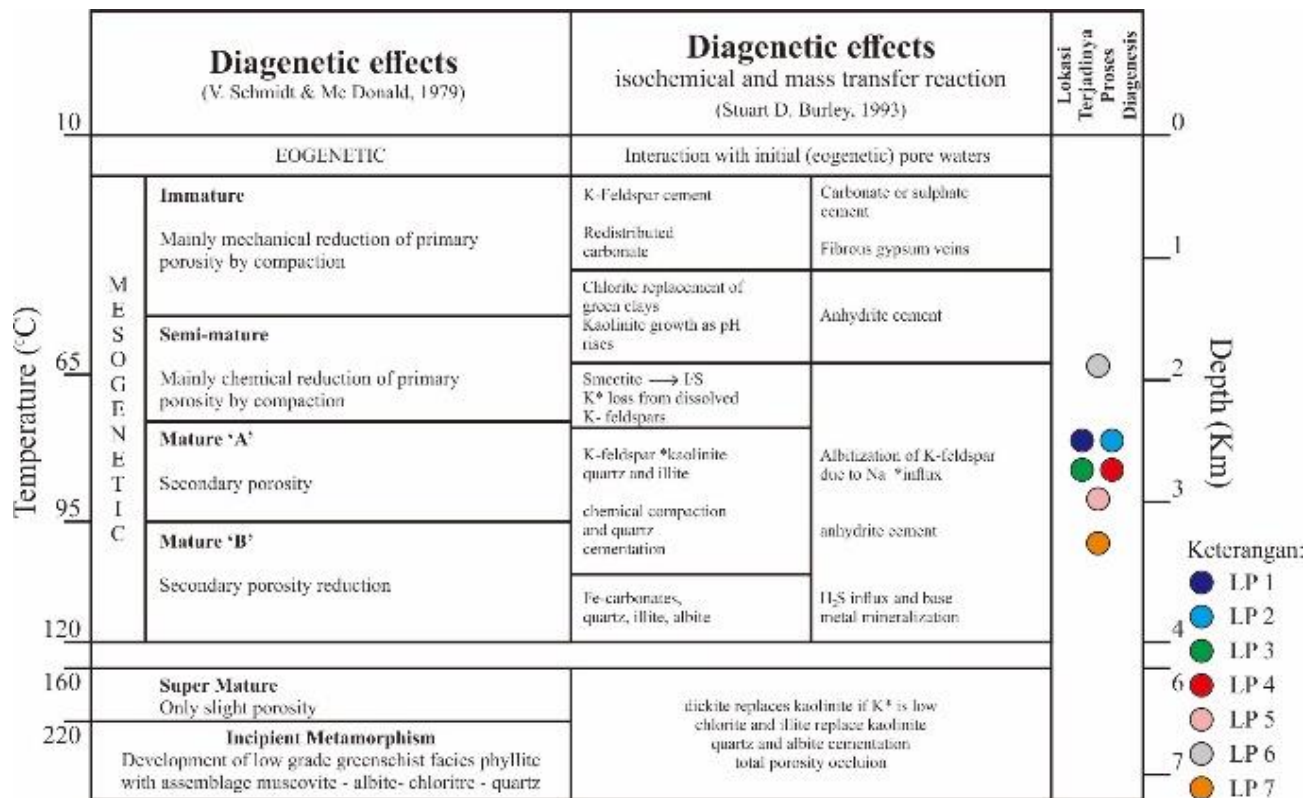 Diagenetic effects
(V. Schmidt & Mc Donald, 1979)
Diagenetic effects
isochemical and mass transfer reaction
(Stuart D. Burley, 1993)
Lokasi
Terjadinya
Proses
Diagenesis
10
0
EOGENETIC
Interaction with initial (eogenetic) pore waters
MESOGENETIC
Immature
Mainly mechanical reduction of primary
porosity by compaction
K-Feldspar cement
Redistributed
carbonate
Carbonate or sulphate
cement
Fibrous gypsum veins
1
Chlorite replacement of
green clays
Kaolinite growth as pH
rises
Anhydrite cement
Semi-mature
Mainly chemical reduction of primary
porosity by compaction
Temperature (°C)
65
2
Depth (Km)
Smectite → I/S
K* loss from dissolved
K- feldspars
Mature ‘A’
Secondary porosity
K-feldspar *kaolinite
quartz and illite
chemical compaction
and quartz
cementation
Albitization of K-feldspar
due to Na *influx
anhydrite cement
95
3
Mature ‘B’
Secondary porosity reduction
Fe-carbonates,
quartz, illite, albite
H₂S influx and base
metal mineralization
120
4
160
6
Super Mature
Only slight porosity
220
Incipient Metamorphism
Development of low grade greenschist facies phyllite
with assemblage muscovite - albite- chloritre - quartz
dickite replaces kaolinite if K* is low
chlorite and illite replace kaolinite
quartz and albite cementation
total porosity occluion
7
Keterangan:
LP 1
LP 2
LP 3
LP 4
LP 5
LP 6
LP 7